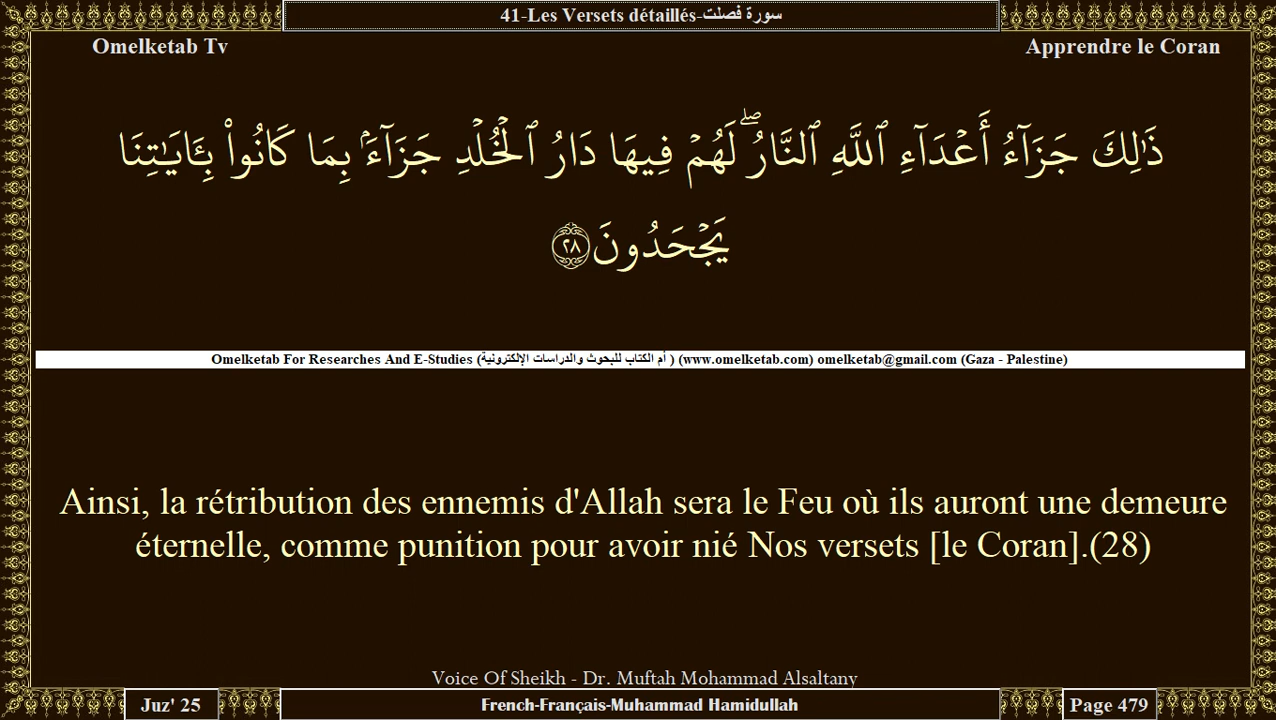 41-Les Versets détaillés-سورة فصلت
Omelketab Tv
Apprendre le Coran
ذَٰلِكَ جَزَآءُ أَعۡدَآءِ ٱللَّهِ ٱلنَّارُۖ لَهُمۡ فِيهَا دَارُ ٱلۡخُلۡدِ جَزَآءَۢ بِمَا كَانُواْ بِـَٔايَٰتِنَا
يَجۡحَدُونَ ٢٨
Omelketab For Researches And E-Studies (أم الكتاب للبحوث والدراسات الإلكترونية ) (www.omelketab.com) omelketab@gmail.com (Gaza - Palestine)
Ainsi, la rétribution des ennemis d'Allah sera le Feu où ils auront une demeure
éternelle, comme punition pour avoir nié Nos versets [le Coran].(28)
Voice Of Sheikh - Dr. Muftah Mohammad Alsaltany
Juz' 25
French-Français-Muhammad Hamidullah
Page 479